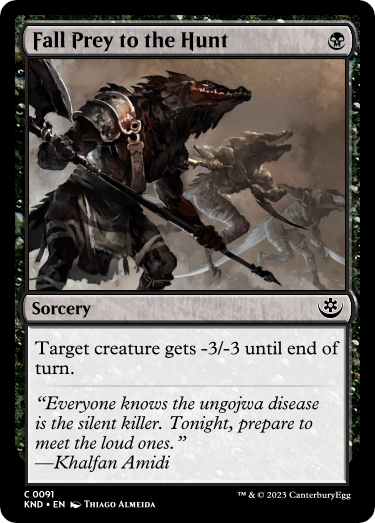 Fall Prey to the Hunt
Sorcery
Target creature gets -3/-3 until end of
turn.
“Everyone knows the ungojwa disease
is the silent killer. Tonight, prepare to
meet the loud ones.”
—Khalfan Amidi
C 0091
KND • EN Thiago Almeida
™ & © 2023 CanterburyEgg